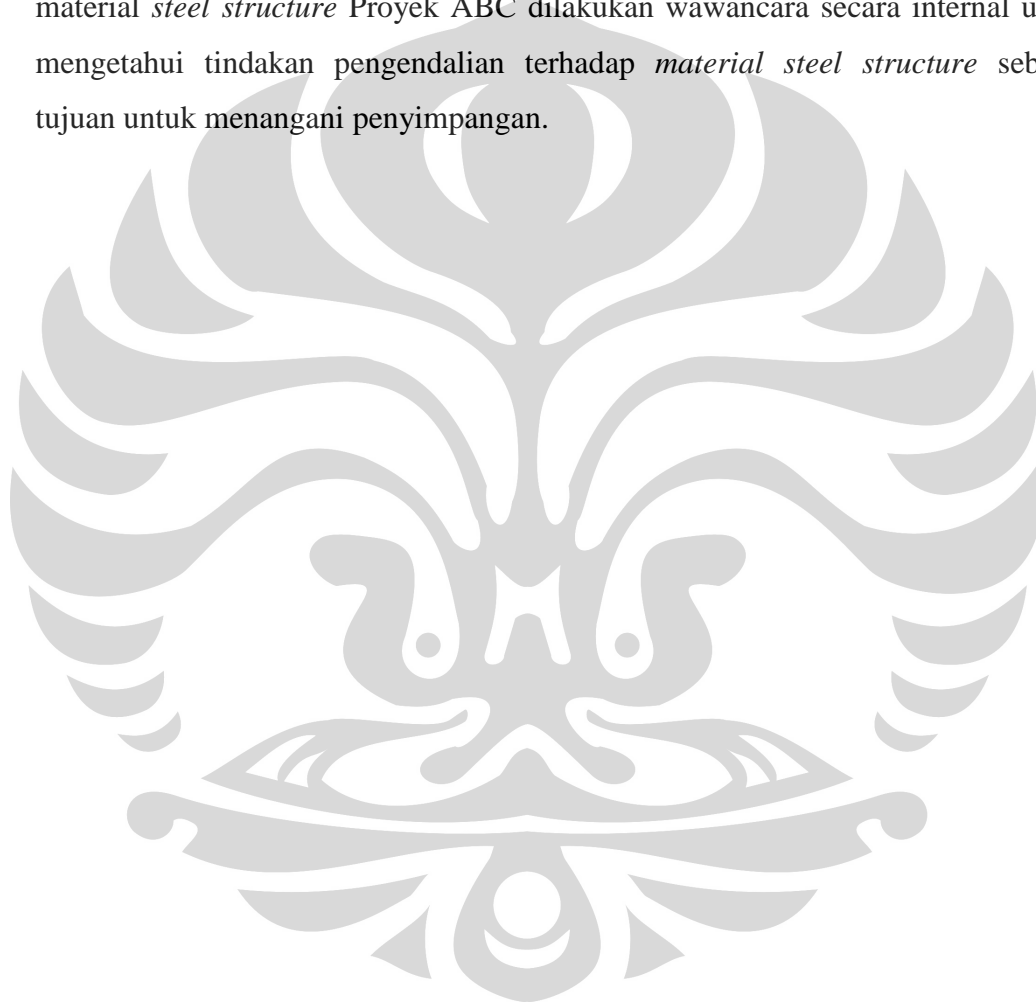 material steel structure Proyek ABC dilakukan wawancara secara internal u
mengetahui tindakan pengendalian terhadap material steel structure seb
tujuan untuk menangani penyimpangan.